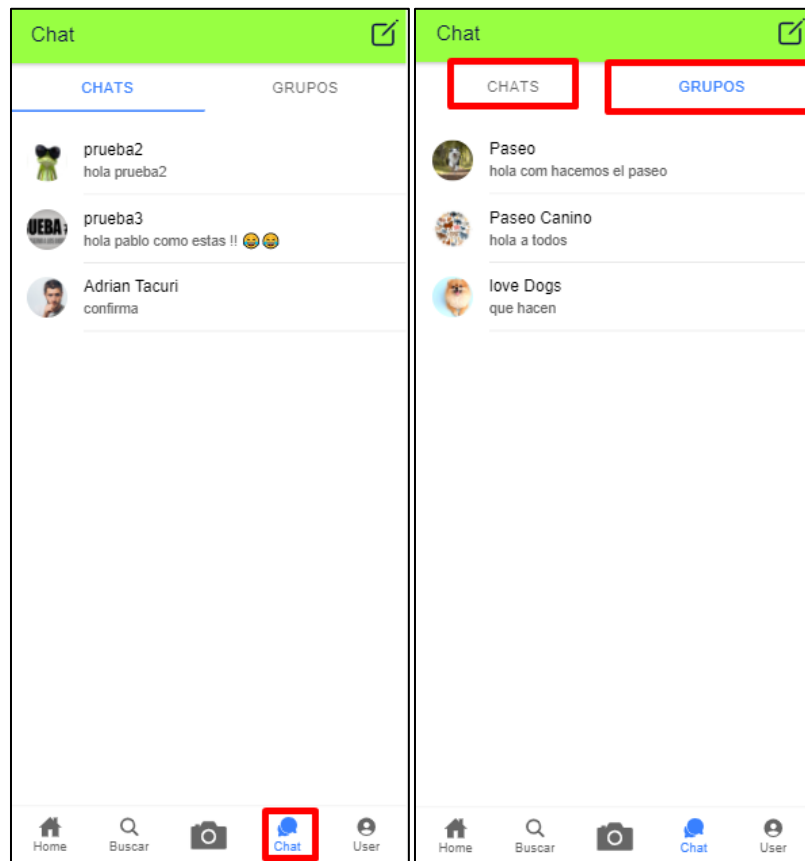 Chat
CHATS GRUPOS
prueba2
hola prueba2
UEBA
prueba3
hola pablo como estas !! 😂😂
Adrian Tacuri
confirma
Home Buscar Chat User
Chat
CHATS GRUPOS
Paseo
hola com hacemos el paseo
Paseo Canino
hola a todos
love Dogs
que hacen
Home Buscar Chat User